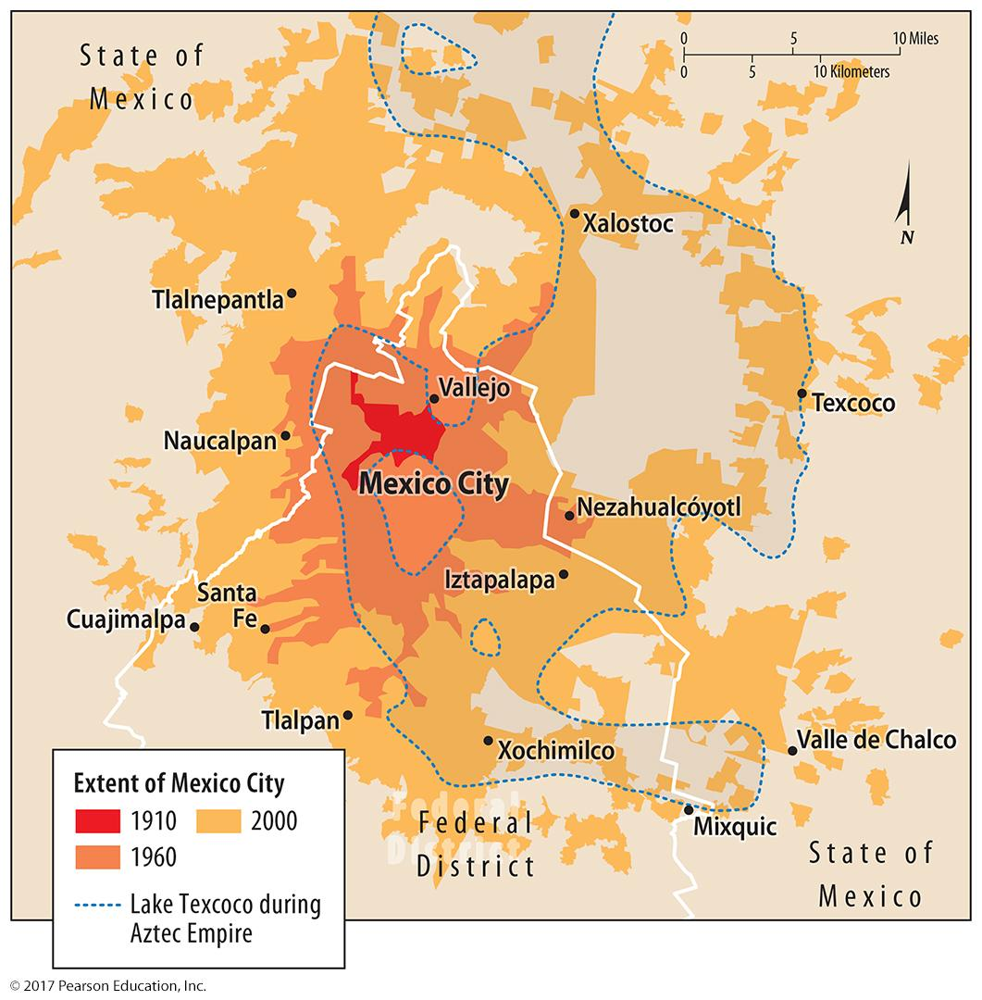 State of
Mexico
0 5 10 Miles
0 5 10 Kilometers
N
Xalostoc
Tlalnepantla
Vallejo
Texcoco
Naucalpan
Mexico City
Nezahualcóyotl
Iztapalapa
Santa
Fe
Cuajimalpa
Tlalpan
Xochimilco
Valle de Chalco
Mixquic
Federal
District
Federal
District
State of
Mexico
Extent of Mexico City
1910 2000
1960
Lake Texcoco during
Aztec Empire
© 2017 Pearson Education, Inc.